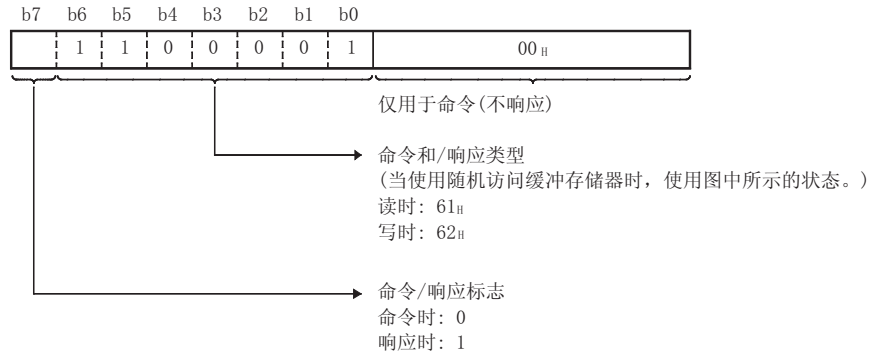 b7 b6 b5 b4 b3 b2 b1 b0
1 1 0 0 0 0 1 00H
仅用于命令(不响应)
命令和/响应类型
(当使用随机访问缓冲存储器时，使用图中所示的状态。)
读时: 61H
写时: 62H
命令/响应标志
命令时: 0
响应时: 1